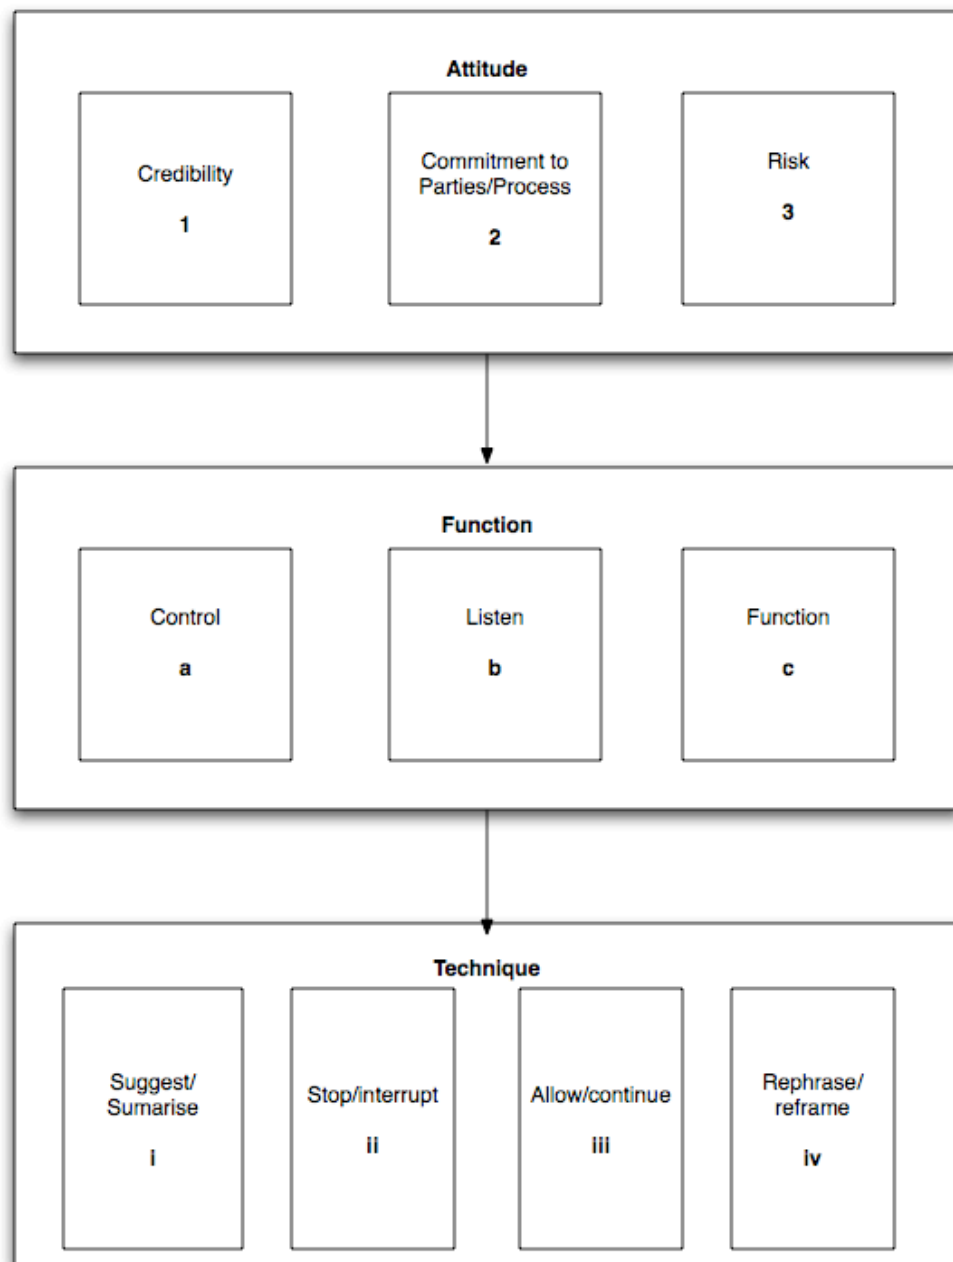 Attitude
Credibility
1
Commitment to
Parties/Process
2
Risk
3
Function
Control
a
Listen
b
Function
c
Technique
Suggest/
Sumarise
i
Stop/interrupt
ii
Allow/continue
iii
Rephrase/
reframe
iv